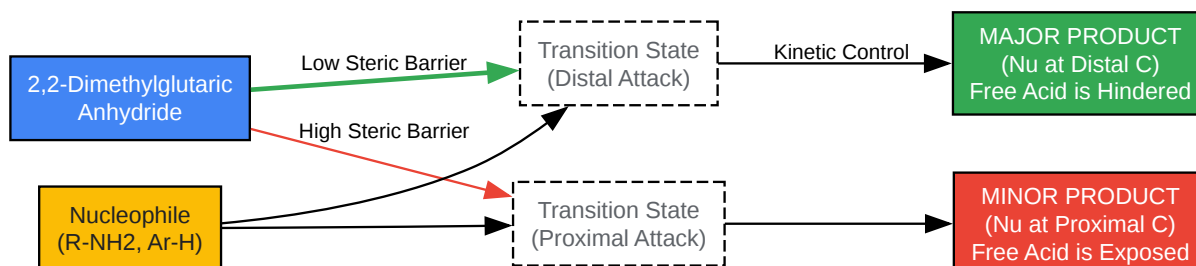 2,2-Dimethylglutaric
Anhydride
Nucleophile
(R-NH2, Ar-H)
Low Steric Barrier
High Steric Barrier
Transition State
(Distal Attack)
Transition State
(Proximal Attack)
Kinetic Control
MAJOR PRODUCT
(Nu at Distal C)
Free Acid is Hindered
MINOR PRODUCT
(Nu at Proximal C)
Free Acid is Exposed